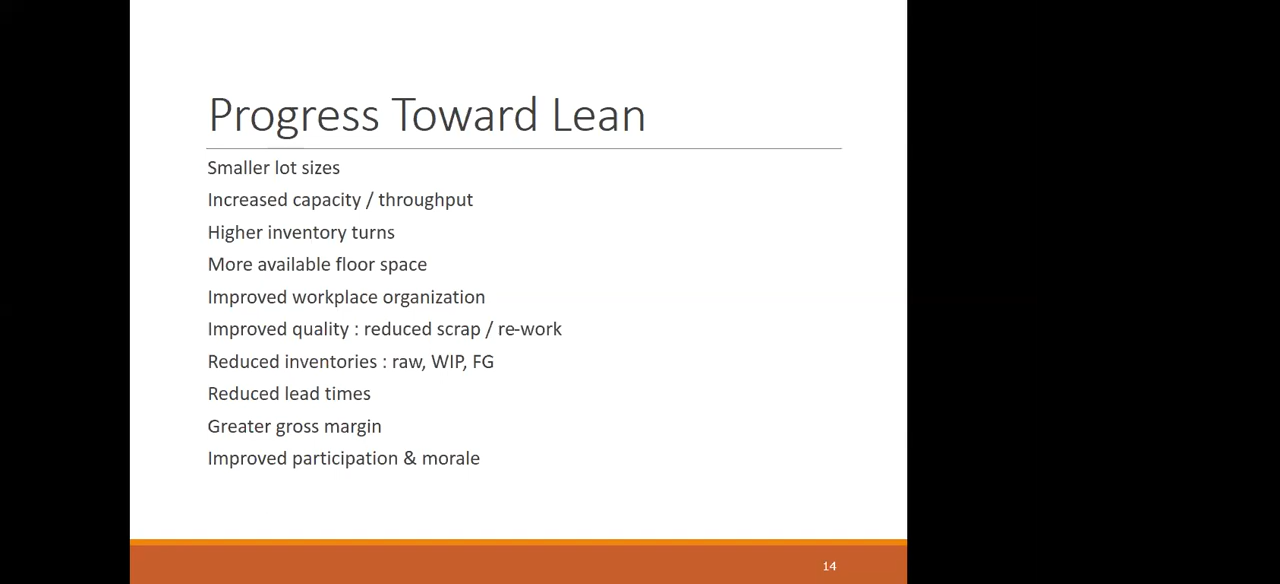 Progress Toward Lean
Smaller lot sizes
Increased capacity / throughput
Higher inventory turns
More available floor space
Improved workplace organization
Improved quality : reduced scrap / re-work
Reduced inventories : raw, WIP, FG
Reduced lead times
Greater gross margin
Improved participation & morale
14